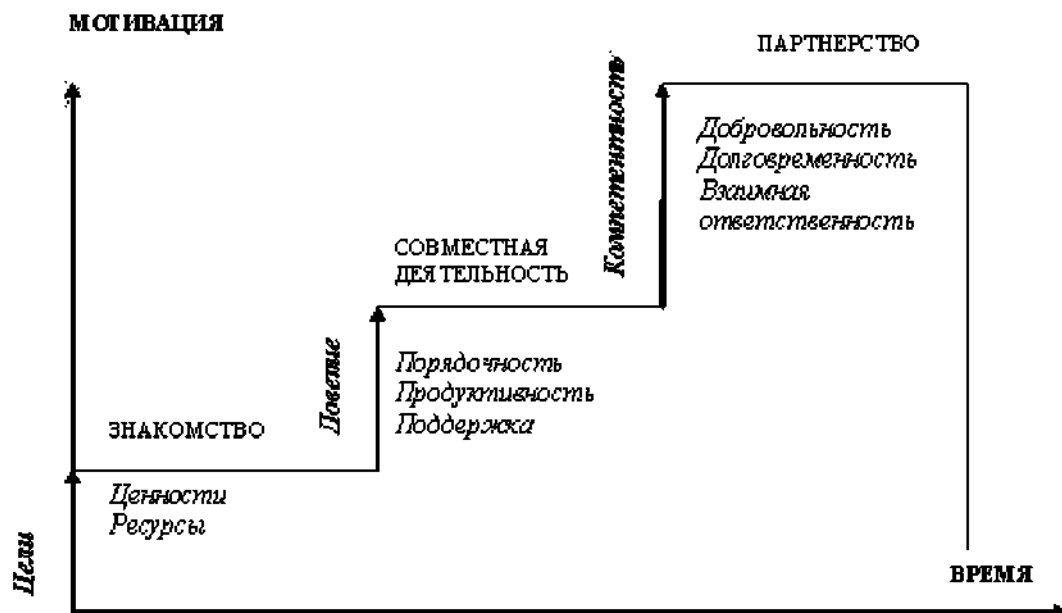 МОТИВАЦИЯ
ПАРТНЕРСТВО
Компетентность
Добровольность
Долговременность
Взаимная
ответственность
СОВМЕСТНАЯ
ДЕЯТЕЛЬНОСТЬ
Доверие
Порядочность
Продуктивность
Поддержка
ЗНАКОМСТВО
Ценности
Ресурсы
Цели
ВРЕМЯ